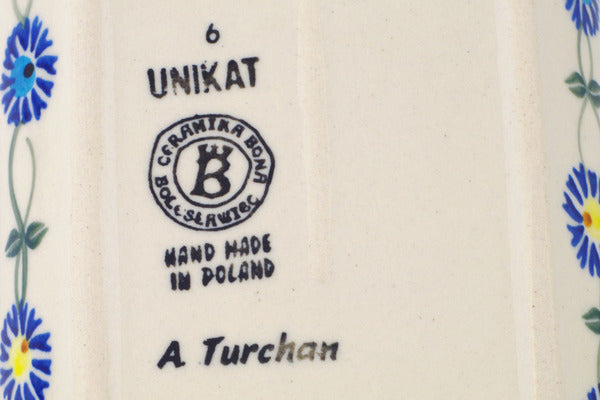 6
UNIKAT
CERAMIKA BONA
B
BOLESŁAWIEC
HAND MADE
IN POLAND
A Turchan